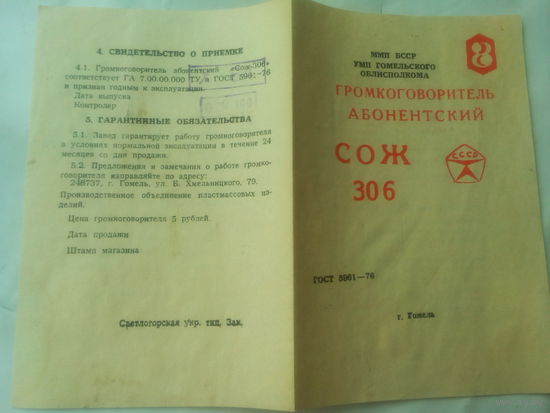 4. СВИДЕТЕЛЬСТВО О ПРИЕМКЕ
4.1. Громкоговоритель абонентский «Сож-306»
соответствует ГА 7.00.00.000 ТУ и ГОСТ 5961—76
и признан годным к эксплуатации.
Дата выпуска
Контролер
5. ГАРАНТИЙНЫЕ ОБЯЗАТЕЛЬСТВА
5.1. Завод гарантирует работу громкоговорителя
в условиях нормальной эксплуатации в течение 24
месяцев со дня продажи.
5.2. Предложения и замечания о работе громко-
говорителя направляйте по адресу:
246737, г. Гомель, ул. Б. Хмельницкого, 79.
Производственное объединение пластмассовых из-
делий.
Цена громкоговорителя 5 рублей.
Дата продажи
Штамп магазина
Светлогорская укр. тип. Зак.
ММП БССР
УМП ГОМЕЛЬСКОГО
ОБЛИСПОЛКОМА
ГРОМКОГОВОРИТЕЛЬ
АБОНЕНТСКИЙ
СОЖ
306
СССР
ГОСТ 5961—76
г. Гомель